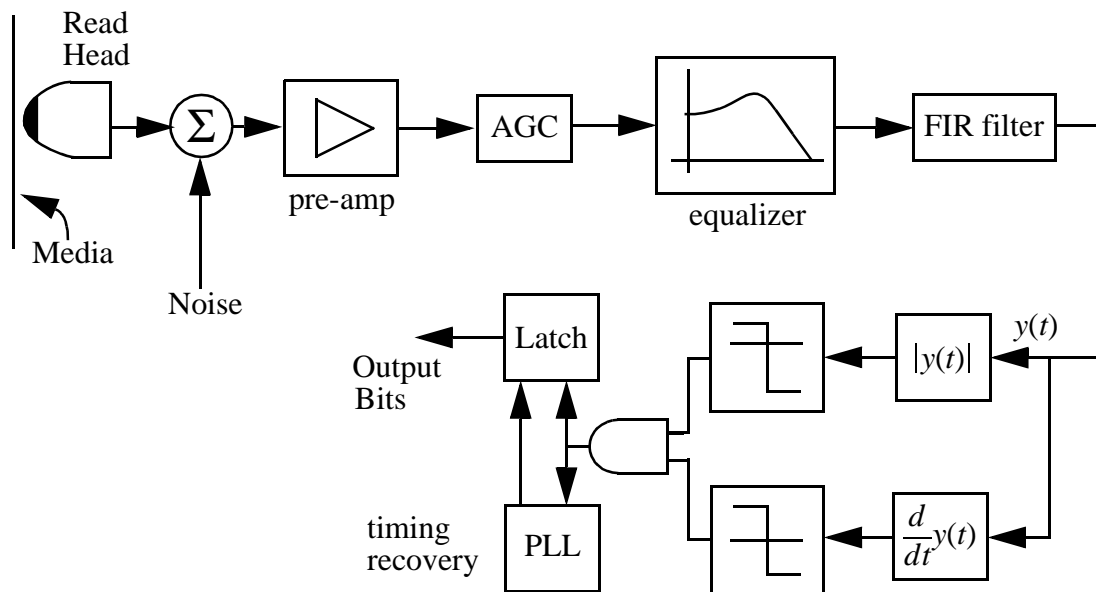 Read
Head
Σ
pre-amp
AGC
equalizer
FIR filter
Media
Noise
Latch
Output
Bits
|y(t)|
y(t)
timing
recovery
PLL
d/dt y(t)